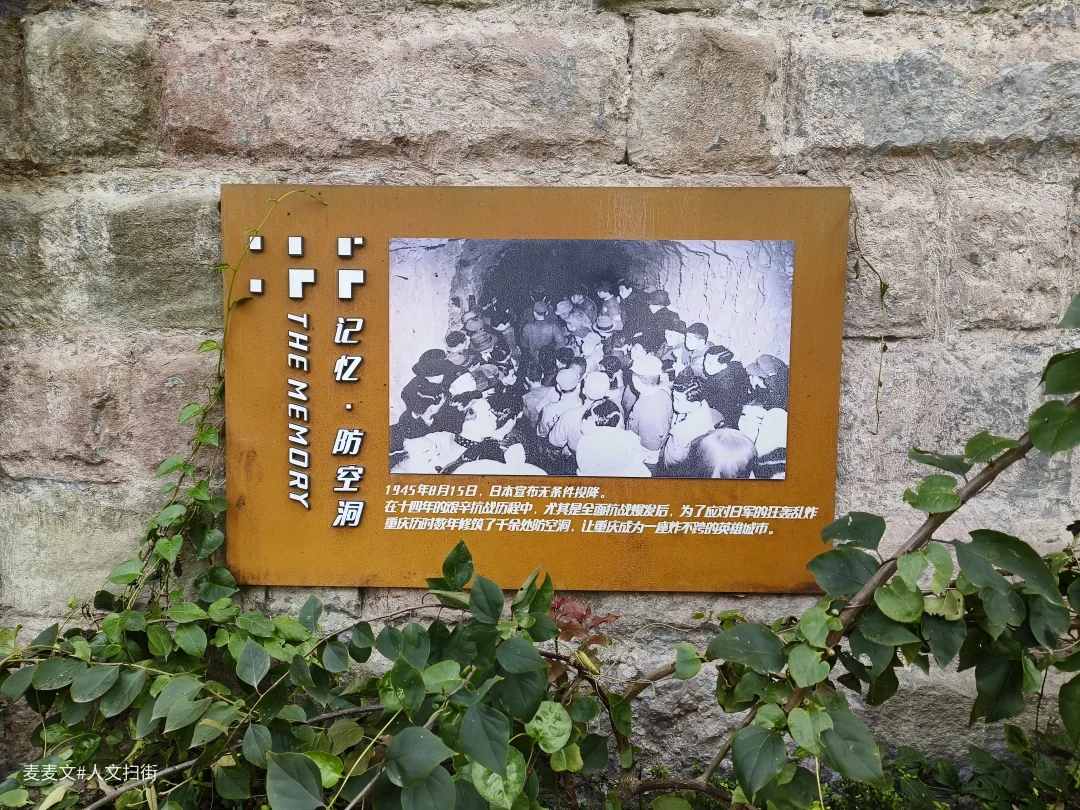 记忆·防空洞
THE MEMORY
1945年8月15日，日本宣布无条件投降。
在十四年的艰辛抗战历程中，尤其是全面抗战爆发后，为了应对日军的狂轰乱炸
重庆历时数年修筑了千余处防空洞，让重庆成为一座炸不跨的英雄城市。
麦麦文#人文扫街